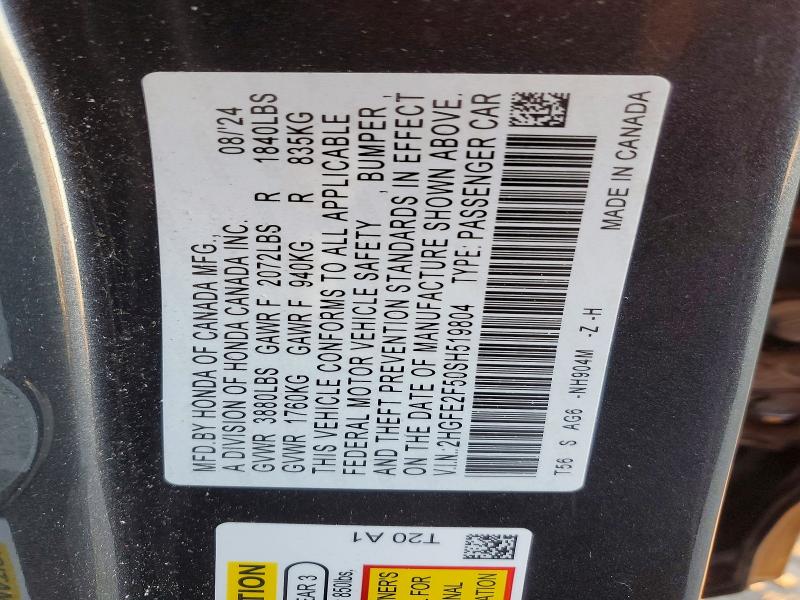 MFD.BY HONDA OF CANADA MFG., 08/'24
A DIVISION OF HONDA CANADA INC.
GVWR 3880LBS GAWR F 2072LBS R 1840LBS
GVWR 1760KG GAWR F 940KG R 835KG
THIS VEHICLE CONFORMS TO ALL APPLICABLE
FEDERAL MOTOR VEHICLE SAFETY , BUMPER ,
AND THEFT PREVENTION STANDARDS IN EFFECT
ON THE DATE OF MANUFACTURE SHOWN ABOVE.
V.I.N.:2HGFE2F50SH519804 TYPE: PASSENGER CAR
T56 S AG6 -NH904M -Z -H
MADE IN CANADA
T20 A1
EAR 3
850lbs.